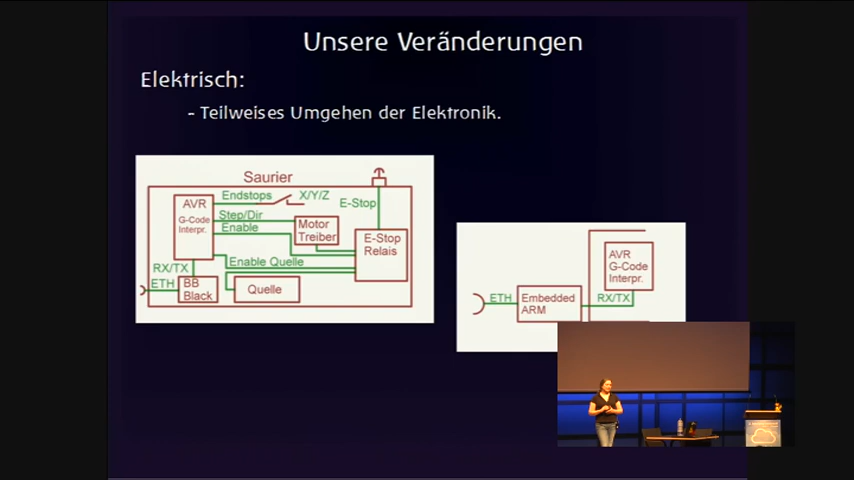 Unsere Veränderungen
Elektrisch:
- Teilweises Umgehen der Elektronik.
Saurier
AVR
G-Code
Interpr.
Endstops
X/Y/Z
E-Stop
Step/Dir
Enable
Motor
Treiber
E-Stop
Relais
Enable Quelle
RX/TX
ETH
BB
Black
Quelle
AVR
G-Code
Interpr.
ETH
Embedded
ARM
RX/TX